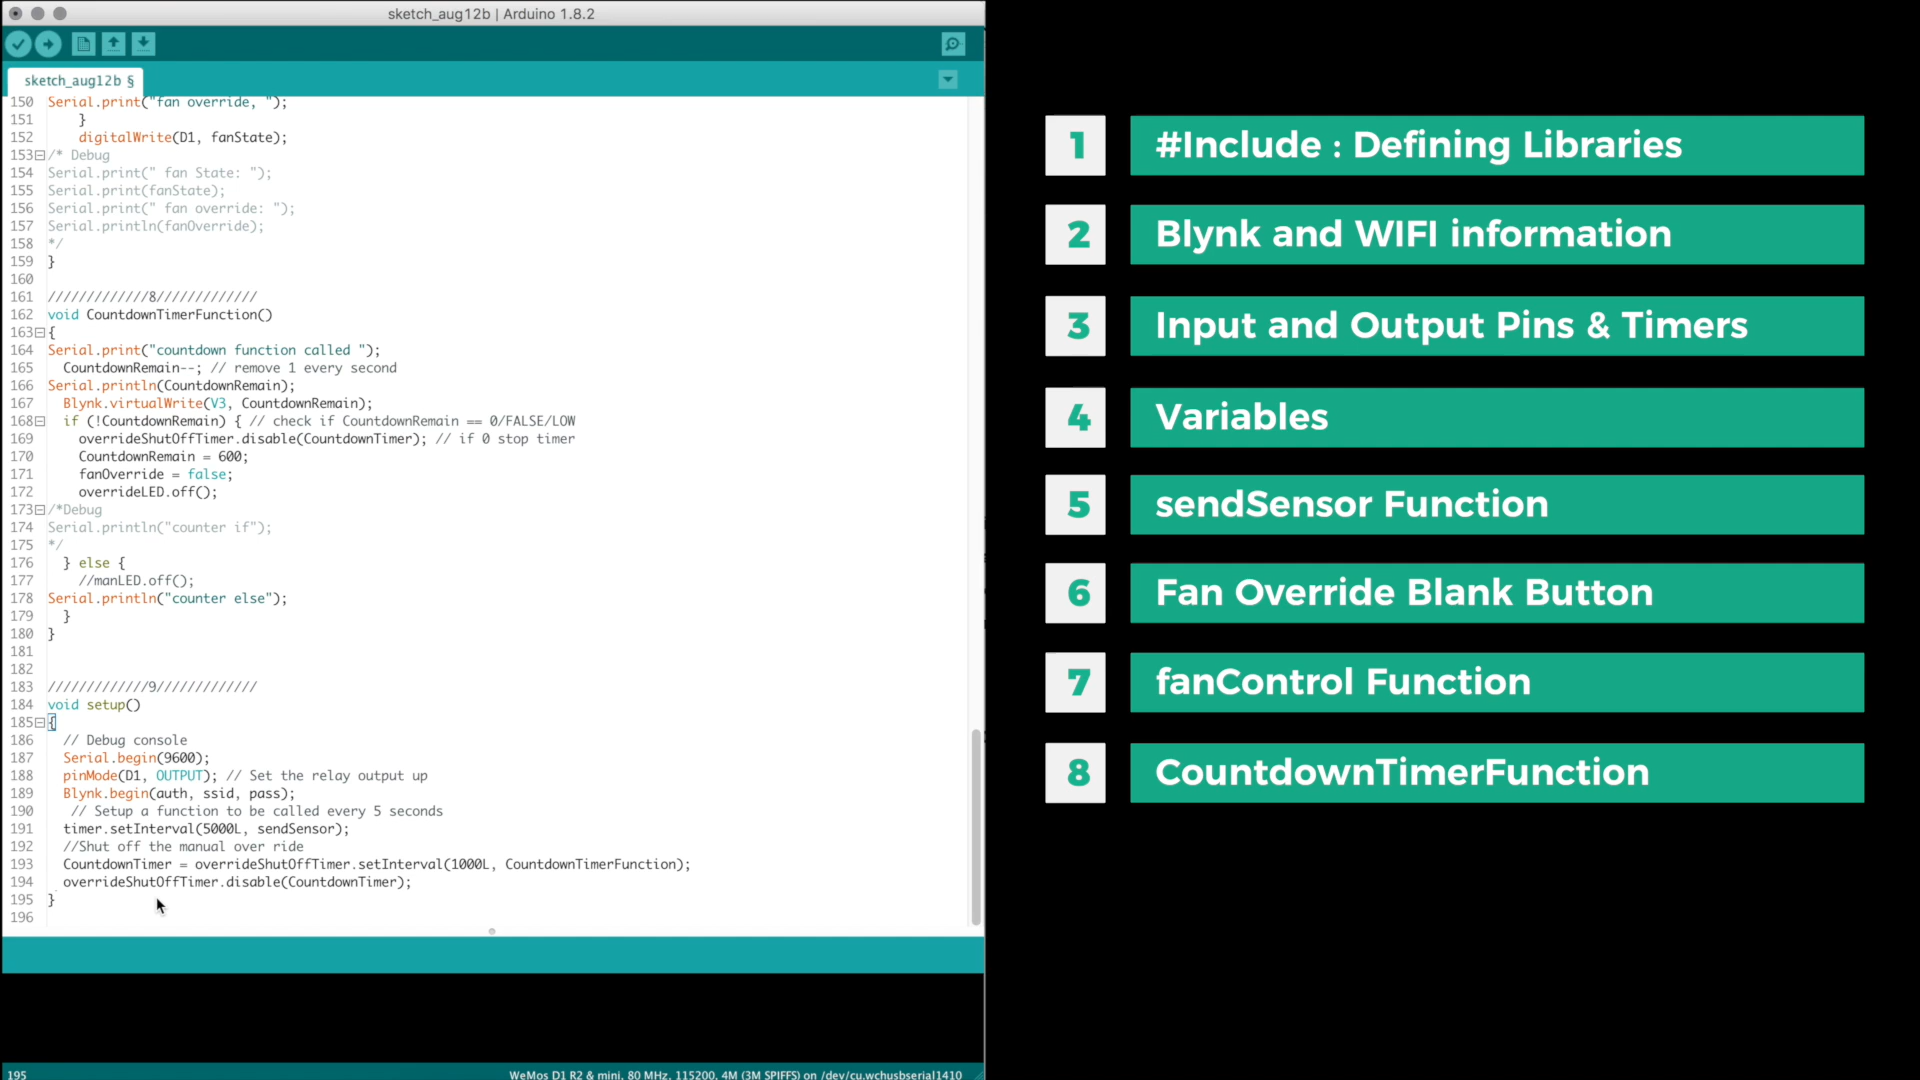 sketch_aug12b | Arduino 1.8.2
sketch_aug12b §
150 Serial.print("fan override, ");
151 }
152 digitalWrite(D1, fanState);
153 /* Debug
154 Serial.print(" fan State: ");
155 Serial.print(fanState);
156 Serial.print(" fan override: ");
157 Serial.println(fanOverride);
158 */
159 }
160
161 /////////////8/////////////
162 void CountdownTimerFunction()
163 {
164 Serial.print("countdown function called ");
165 CountdownRemain--; // remove 1 every second
166 Serial.println(CountdownRemain);
167 Blynk.virtualWrite(V3, CountdownRemain);
168 if (!CountdownRemain) { // check if CountdownRemain == 0/FALSE/LOW
169 overrideShutOffTimer.disable(CountdownTimer); // if 0 stop timer
170 CountdownRemain = 600;
171 fanOverride = false;
172 overrideLED.off();
173 /*Debug
174 Serial.println("counter if");
175 */
176 } else {
177 //manLED.off();
178 Serial.println("counter else");
179 }
180 }
181
182
183 /////////////9/////////////
184 void setup()
185 {
186 // Debug console
187 Serial.begin(9600);
188 pinMode(D1, OUTPUT); // Set the relay output up
189 Blynk.begin(auth, ssid, pass);
190 // Setup a function to be called every 5 seconds
191 timer.setInterval(5000L, sendSensor);
192 //Shut off the manual over ride
193 CountdownTimer = overrideShutOffTimer.setInterval(1000L, CountdownTimerFunction);
194 overrideShutOffTimer.disable(CountdownTimer);
195 }
196
195 WeMos D1 R2 & mini, 80 MHz, 115200, 4M (3M SPIFFS) on /dev/cu.wchusbserial1410
1 #Include : Defining Libraries
2 Blynk and WIFI information
3 Input and Output Pins & Timers
4 Variables
5 sendSensor Function
6 Fan Override Blank Button
7 fanControl Function
8 CountdownTimerFunction